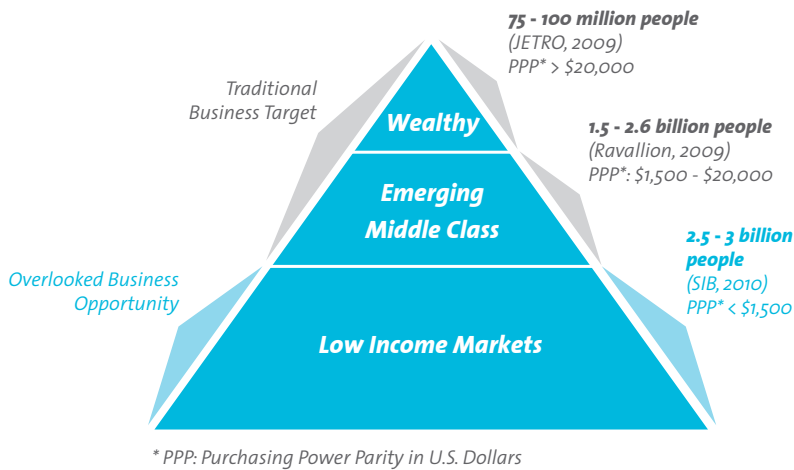 75 - 100 million people
(JETRO, 2009)
PPP* > $20,000
Traditional
Business Target
Wealthy
1.5 - 2.6 billion people
(Ravallion, 2009)
PPP*: $1,500 - $20,000
Emerging
Middle Class
2.5 - 3 billion
people
(SIB, 2010)
PPP* < $1,500
Overlooked Business
Opportunity
Low Income Markets
* PPP: Purchasing Power Parity in U.S. Dollars